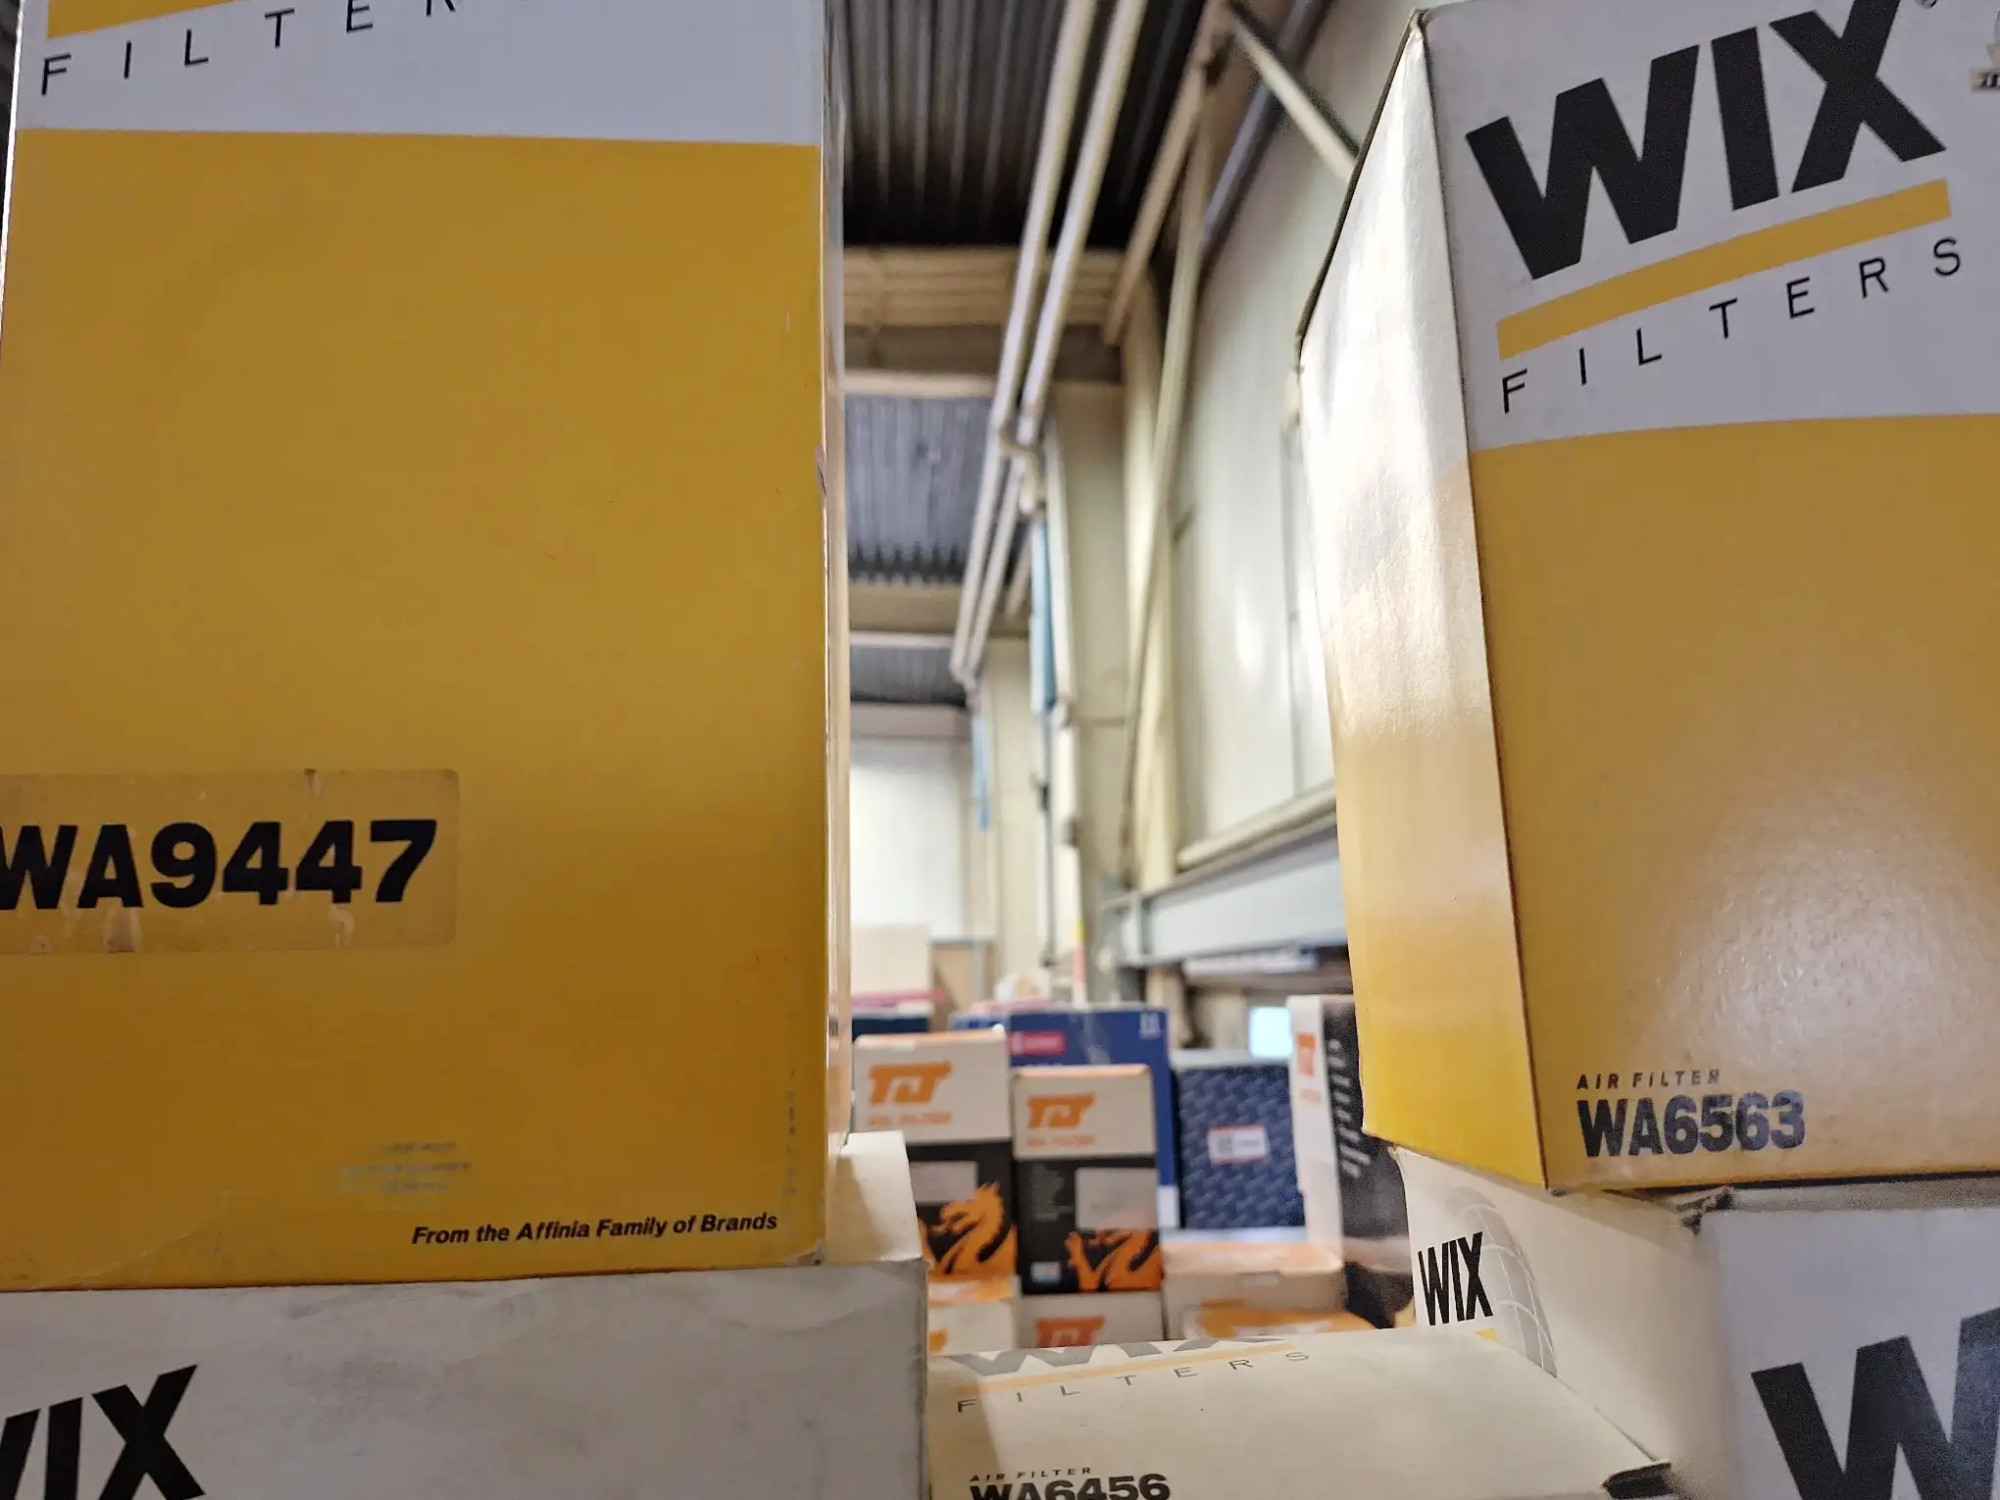 FILTER
WA9447
From the Affinia Family of Brands
WIX
FILTERS
AIR FILTER
WA6563
WIX
WIX
FILTERS
AIR FILTER
WA6456